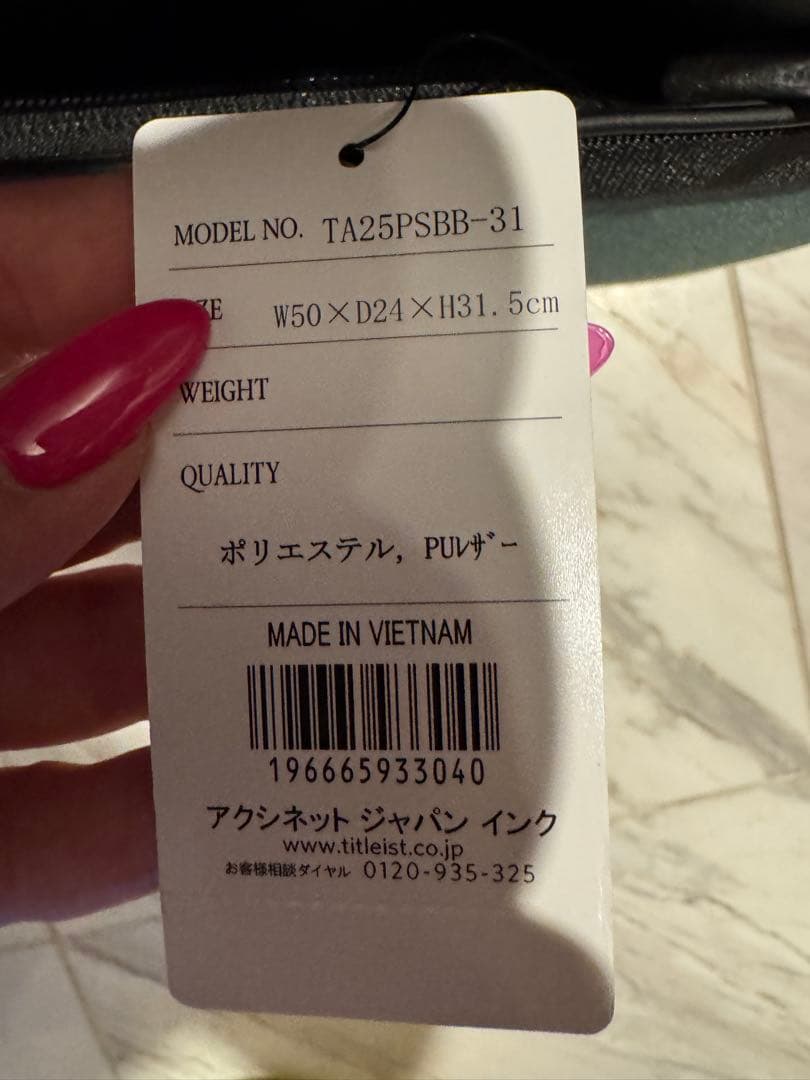 MODEL NO. TA25PSBB-31
ZE W50×D24×H31.5cm
WEIGHT
QUALITY
ポリエステル, PUﾚｻﾞｰ
MADE IN VIETNAM
196665933040
アクシネット ジャパン インク
www.titleist.co.jp
お客様相談ダイヤル 0120-935-325